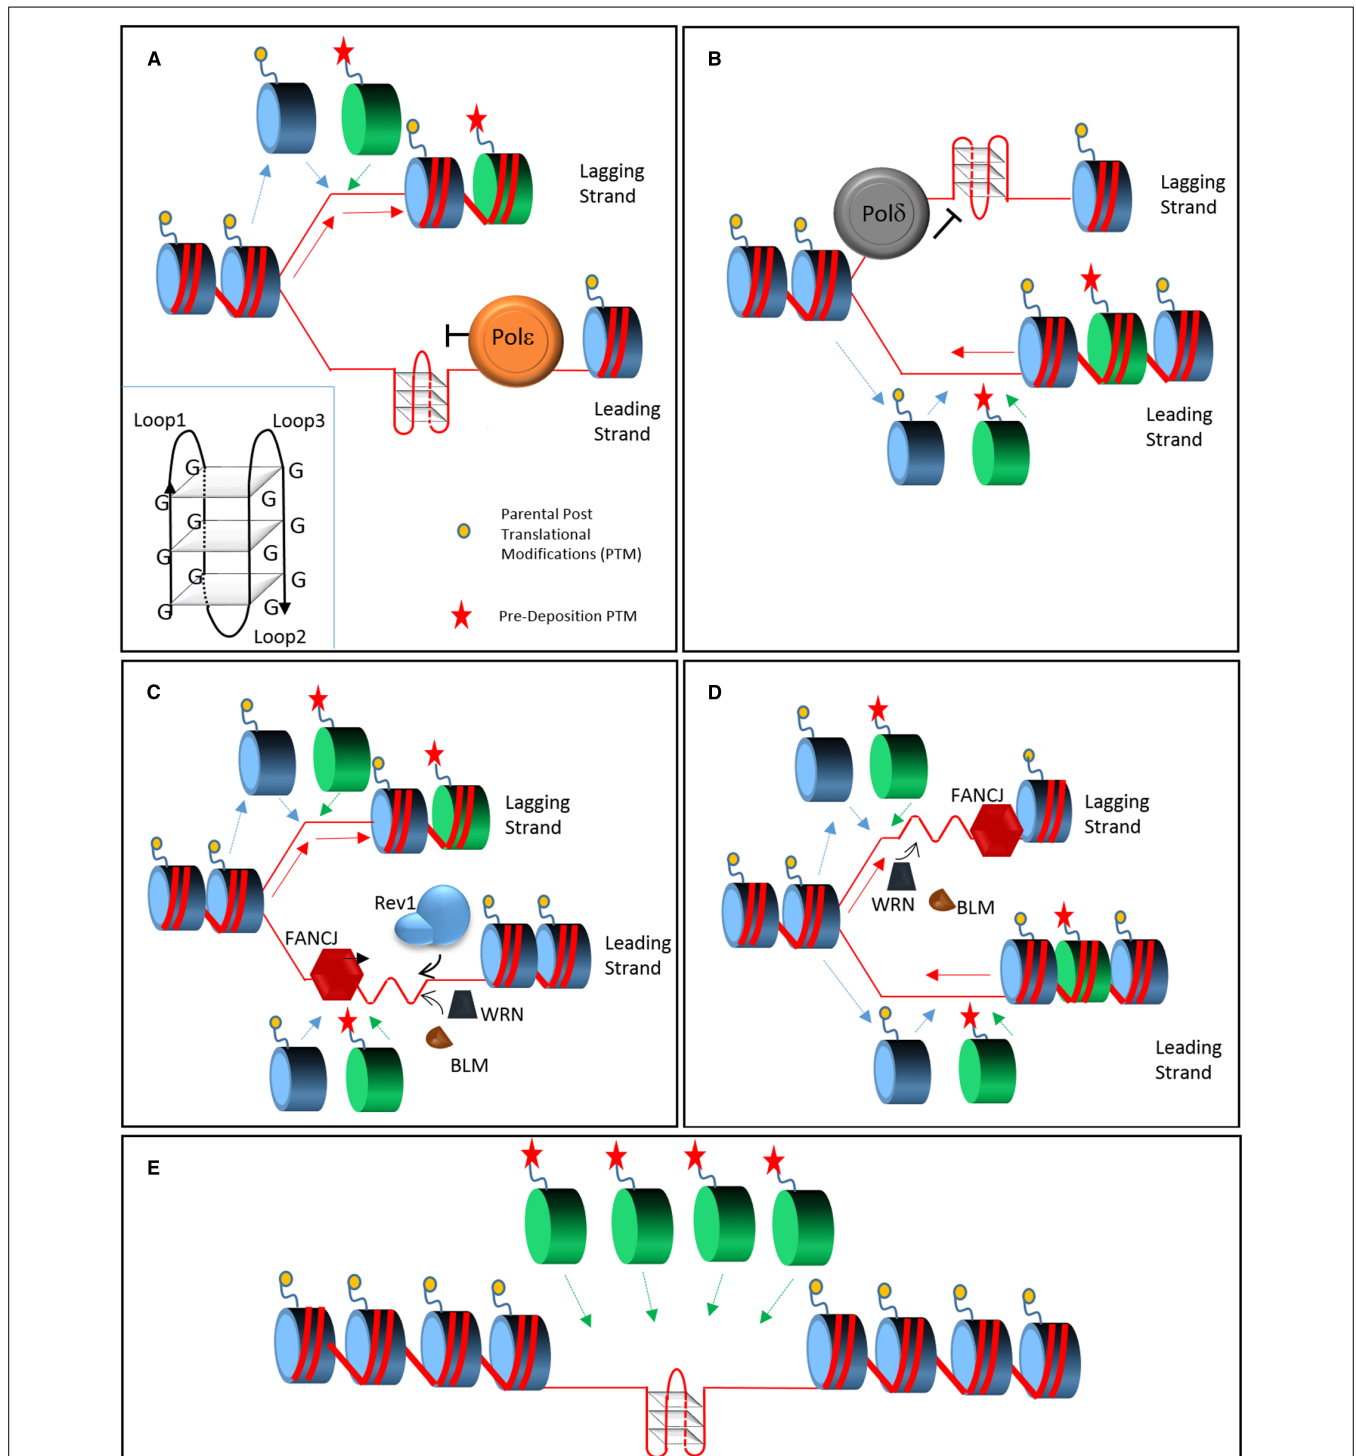 A
Lagging
Strand
Polε
Leading
Strand
Loop1
Loop3
G
G
G
G
G
G
G
G
G
G
G
G
Loop2
Parental Post
Translational
Modifications (PTM)
Pre-Deposition PTM
B
Polδ
Lagging
Strand
Leading
Strand
C
Lagging
Strand
Rev1
FANCJ
Leading
Strand
WRN
BLM
D
FANCJ
Lagging
Strand
WRN
BLM
Leading
Strand
E